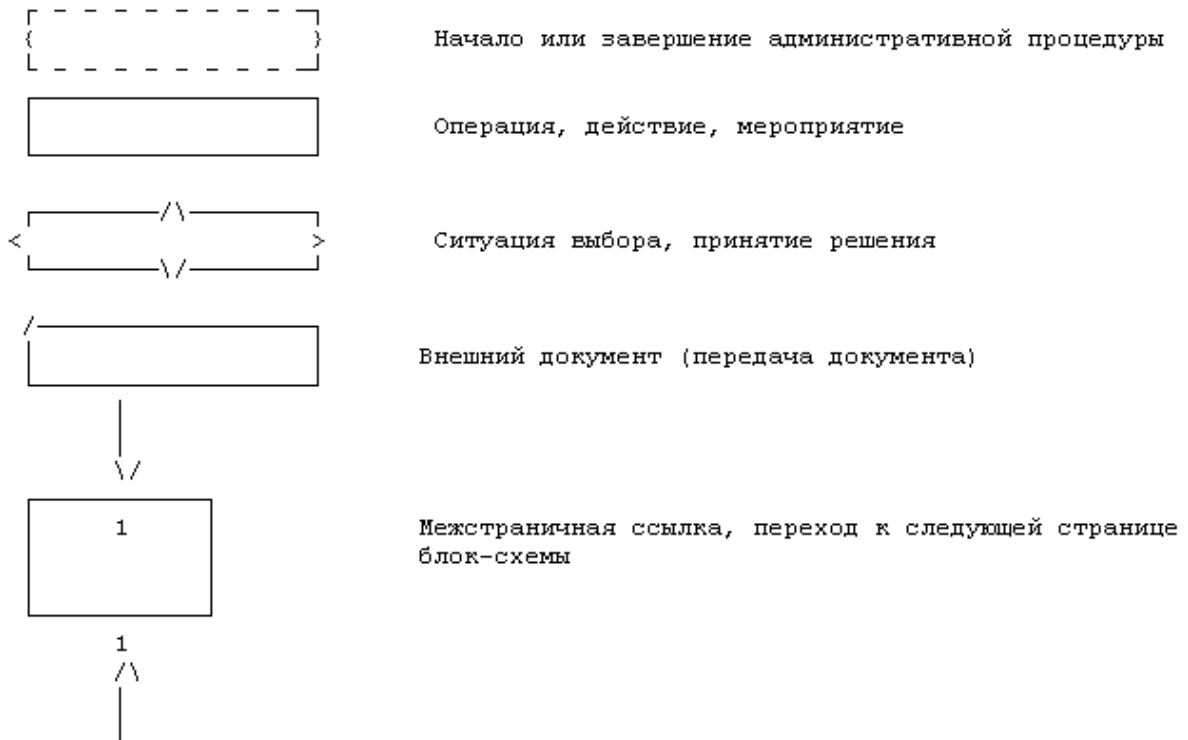 Начало или завершение административной процедуры
Операция, действие, мероприятие
Ситуация выбора, принятие решения
Внешний документ (передача документа)
1
Межстраничная ссылка, переход к следующей странице
блок-схемы
1